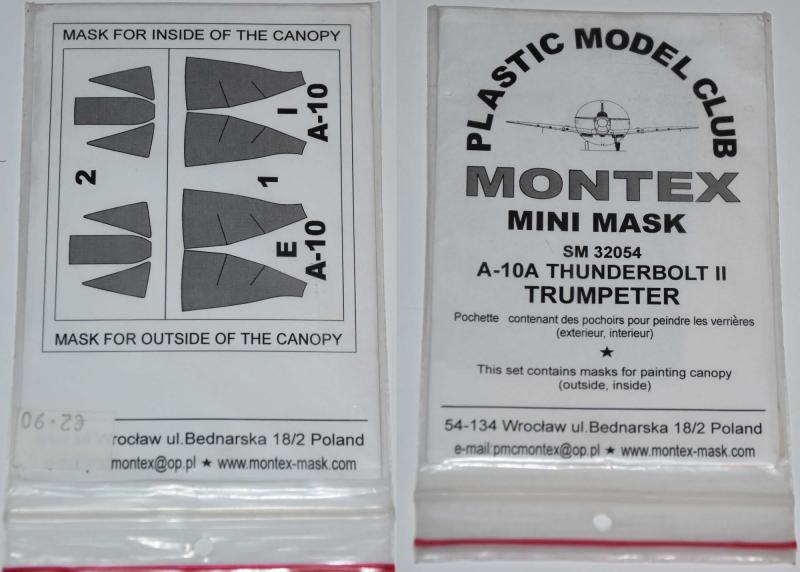 MASK FOR INSIDE OF THE CANOPY
2
1
I
A-10
E
A-10
MASK FOR OUTSIDE OF THE CANOPY
rocław ul.Bednarska 18/2 Poland
montex@op.pl ★ www.montex-mask.com
PLASTIC MODEL CLUB
MONTEX
MINI MASK
SM 32054
A-10A THUNDERBOLT II
TRUMPETER
Pochette contenant des pochoirs pour peindre les verrières
(exterieur, interieur)
★
This set contains masks for painting canopy
(outside, inside)
54-134 Wrocław ul.Bednarska 18/2 Poland
e-mail:pmcmontex@op.pl ★ www.montex-mask.com